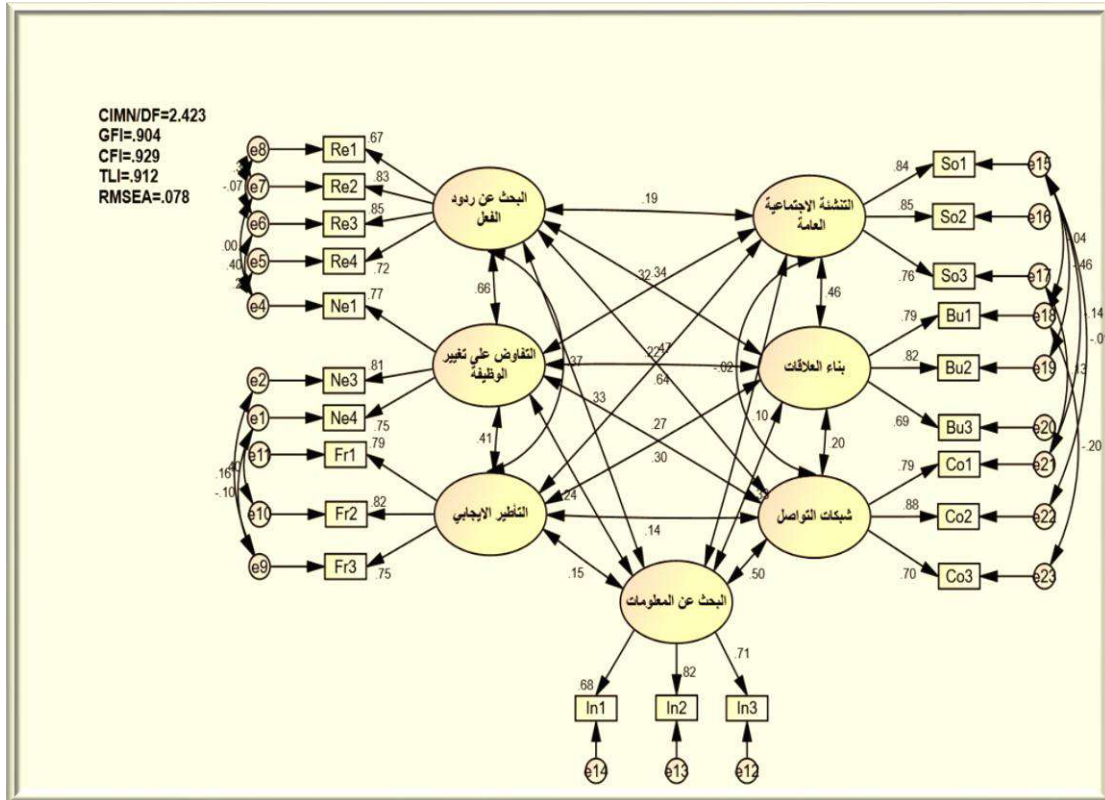 CIMN/DF=2.423
GFI=.904
CFI=.929
TLI=.912
RMSEA=.078
e8
Re1
.67
e7
Re2
.83
-.07
e6
Re3
.85
.00
e5
Re4
.72
.40
e4
Ne1
.77
e2
Ne3
.81
e1
Ne4
.75
e11
Fr1
.79
.16
-.10
e10
Fr2
.82
e9
Fr3
.75
البحث عن ردود
الفعل
التفاوض على تغيير
الوظيفة
التأطير الايجابي
.66
.41
.19
.32
.34
.22
.47
.64
.33
.27
.30
.24
.14
.15
.37
-.02
.10
.46
.20
.50
التنشئة الاجتماعية
العامة
بناء العلاقات
شبكات التواصل
البحث عن المعلومات
.84
So1
e15
.85
So2
e16
.76
So3
e17
.79
Bu1
e18
.82
Bu2
e19
.69
Bu3
e20
.79
Co1
e21
.88
Co2
e22
.70
Co3
e23
.04
.46
-.14
-.20
.68
.82
.71
In1
In2
In3
e14
e13
e12